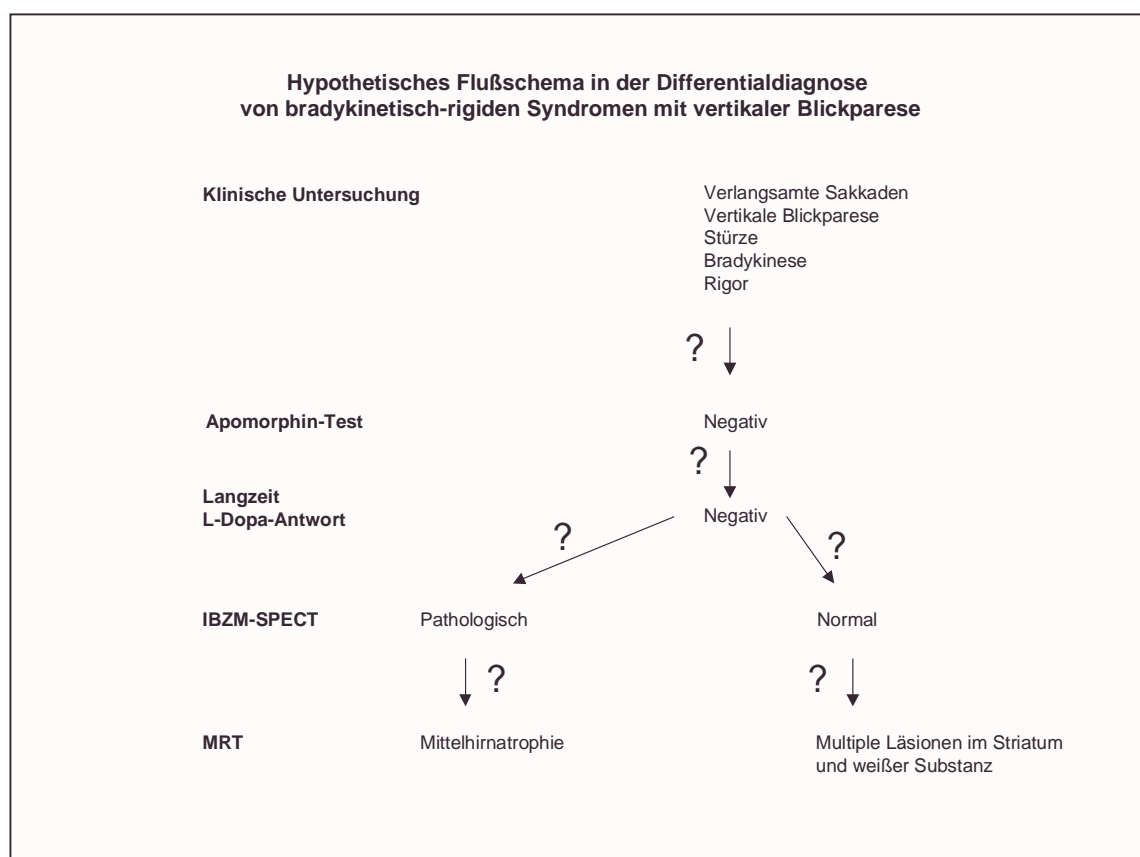 Hypothetisches Flußschema in der Differentialdiagnose
von bradykinetisch-rigiden Syndromen mit vertikaler Blickparese
Klinische Untersuchung
Verlangsamte Sakkaden
Vertikale Blickparese
Stürze
Bradykinese
Rigor
?
Apomorphin-Test
Negativ
?
Langzeit
L-Dopa-Antwort
Negativ
?
?
IBZM-SPECT
Pathologisch
Normal
?
?
MRT
Mittelhirnatrophie
Multiple Läsionen im Striatum
und weißer Substanz